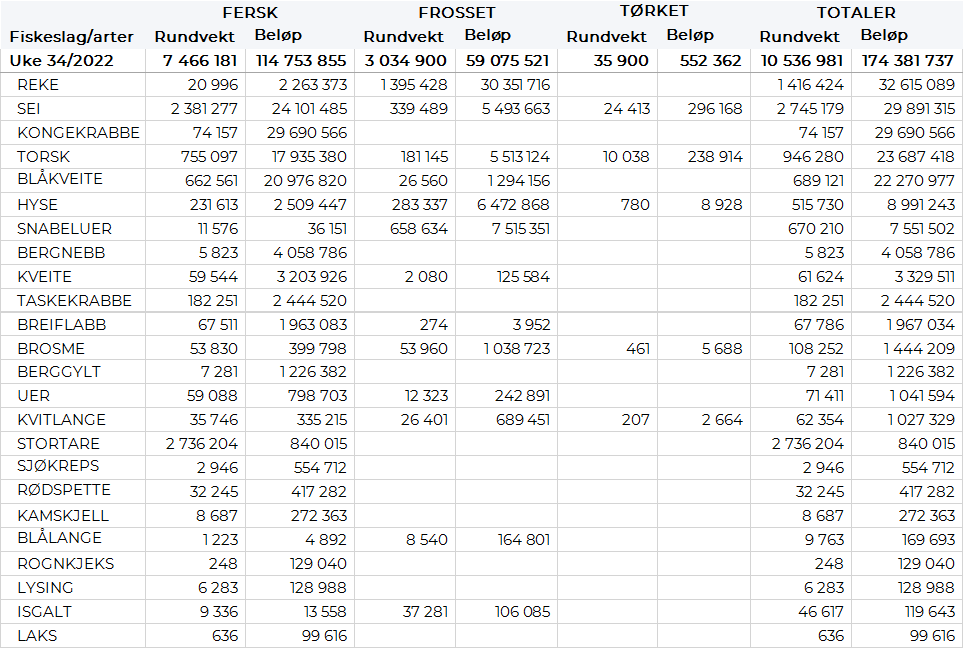 FERSK FROSSET TØRKET TOTALER
Fiskeslag/arter Rundvekt Beløp Rundvekt Beløp Rundvekt Beløp Rundvekt Beløp
Uke 34/2022 7 466 181 114 753 855 3 034 900 59 075 521 35 900 552 362 10 536 981 174 381 737
REKE 20 996 2 263 373 1 395 428 30 351 716 1 416 424 32 615 089
SEI 2 381 277 24 101 485 339 489 5 493 663 24 413 296 168 2 745 179 29 891 315
KONGEKRABBE 74 157 29 690 566 74 157 29 690 566
TORSK 755 097 17 935 380 181 145 5 513 124 10 038 238 914 946 280 23 687 418
BLÅKVEITE 662 561 20 976 820 26 560 1 294 156 689 121 22 270 977
HYSE 231 613 2 509 447 283 337 6 472 868 780 8 928 515 730 8 991 243
SNABELUER 11 576 36 151 658 634 7 515 351 670 210 7 551 502
BERGNEBB 5 823 4 058 786 5 823 4 058 786
KVEITE 59 544 3 203 926 2 080 125 584 61 624 3 329 511
TASKEKRABBE 182 251 2 444 520 182 251 2 444 520
BREIFLABB 67 511 1 963 083 274 3 952 67 786 1 967 034
BROSME 53 830 399 798 53 960 1 038 723 461 5 688 108 252 1 444 209
BERGGYLT 7 281 1 226 382 7 281 1 226 382
UER 59 088 798 703 12 323 242 891 71 411 1 041 594
KVITLANGE 35 746 335 215 26 401 689 451 207 2 664 62 354 1 027 329
STORTARE 2 736 204 840 015 2 736 204 840 015
SJØKREPS 2 946 554 712 2 946 554 712
RØDSPETTE 32 245 417 282 32 245 417 282
KAMSKJELL 8 687 272 363 8 687 272 363
BLÅLANGE 1 223 4 892 8 540 164 801 9 763 169 693
ROGNKJEKS 248 129 040 248 129 040
LYSING 6 283 128 988 6 283 128 988
ISGALT 9 336 13 558 37 281 106 085 46 617 119 643
LAKS 636 99 616 636 99 616